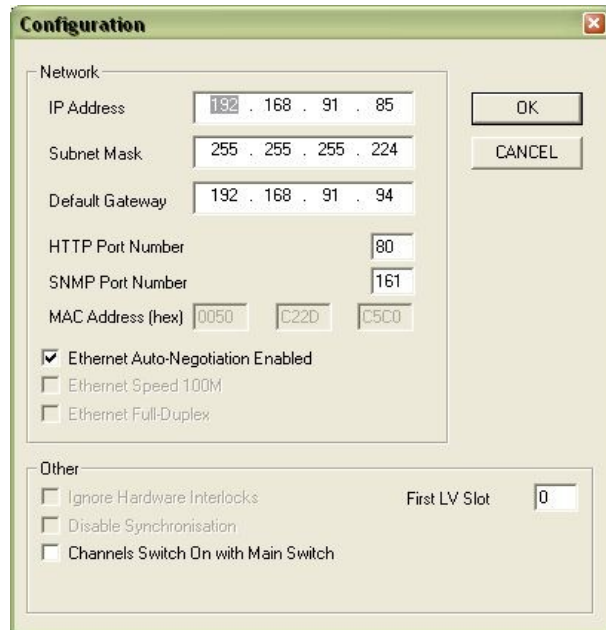 Configuration
Network
IP Address 192 . 168 . 91 . 85
OK
Subnet Mask 255 . 255 . 255 . 224
CANCEL
Default Gateway 192 . 168 . 91 . 94
HTTP Port Number 80
SNMP Port Number 161
MAC Address (hex) 0050 C22D C5C0
Ethernet Auto-Negotiation Enabled
Ethernet Speed 100M
Ethernet Full-Duplex
Other
Ignore Hardware Interlocks
First LV Slot 0
Disable Synchronisation
Channels Switch On with Main Switch